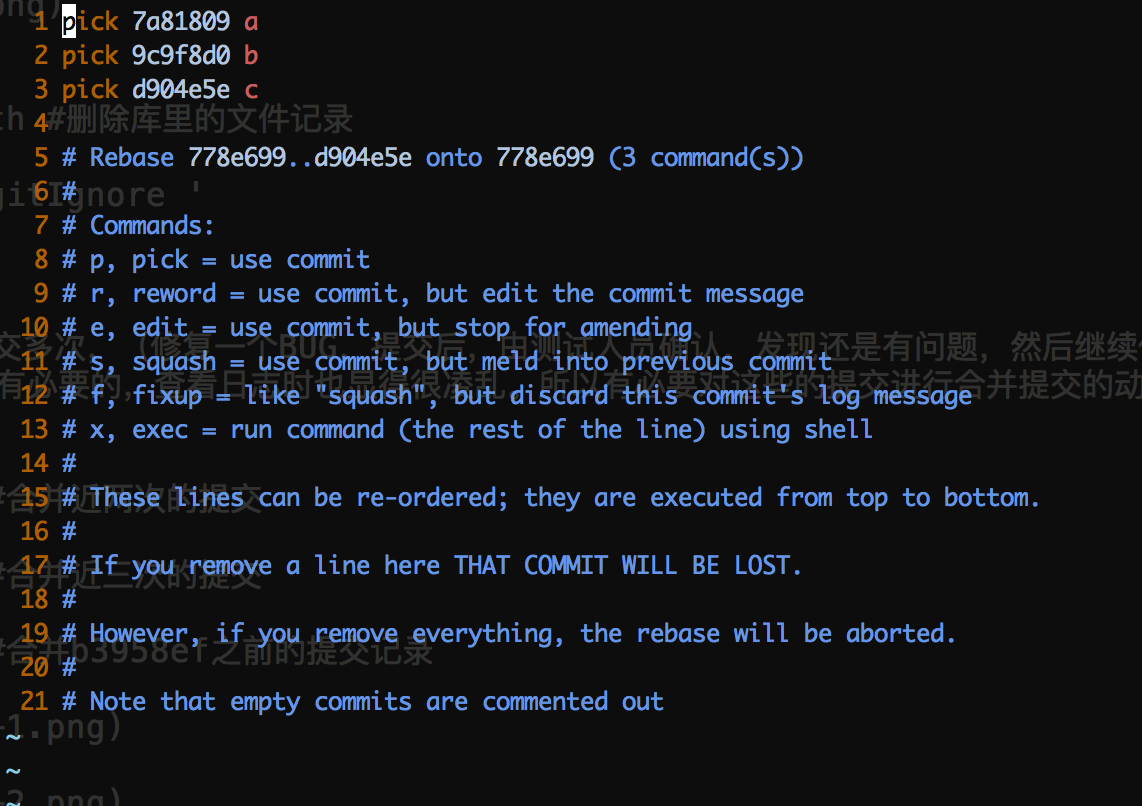 png)
1 pick 7a81809 a
2 pick 9c9f8d0 b
3 pick d904e5e c
th #删除库里的文件记录
4
5 # Rebase 778e699..d904e5e onto 778e699 (3 command(s))
gitIgnore '
6 #
7 # Commands:
8 # p, pick = use commit
9 # r, reword = use commit, but edit the commit message
10 # e, edit = use commit, but stop for amending
交多次， （修复一个BUG，提交后，由测试人员确认，发现还是有问题，然后继续
11 # s, squash = use commit, but meld into previous commit
有必要的，查看日志时也显得很凌乱，所以有必要对这些的提交进行合并提交的动
12 # f, fixup = like "squash", but discard this commit's log message
13 # x, exec = run command (the rest of the line) using shell
14 #
#合并近两次的提交
15 # These lines can be re-ordered; they are executed from top to bottom.
16 #
17 # If you remove a line here THAT COMMIT WILL BE LOST.
#合并近三次的提交
18 #
19 # However, if you remove everything, the rebase will be aborted.
#合并b3958ef之前的提交记录
20 #
21 # Note that empty commits are commented out
-1.png)
~
~
~
-2.png)